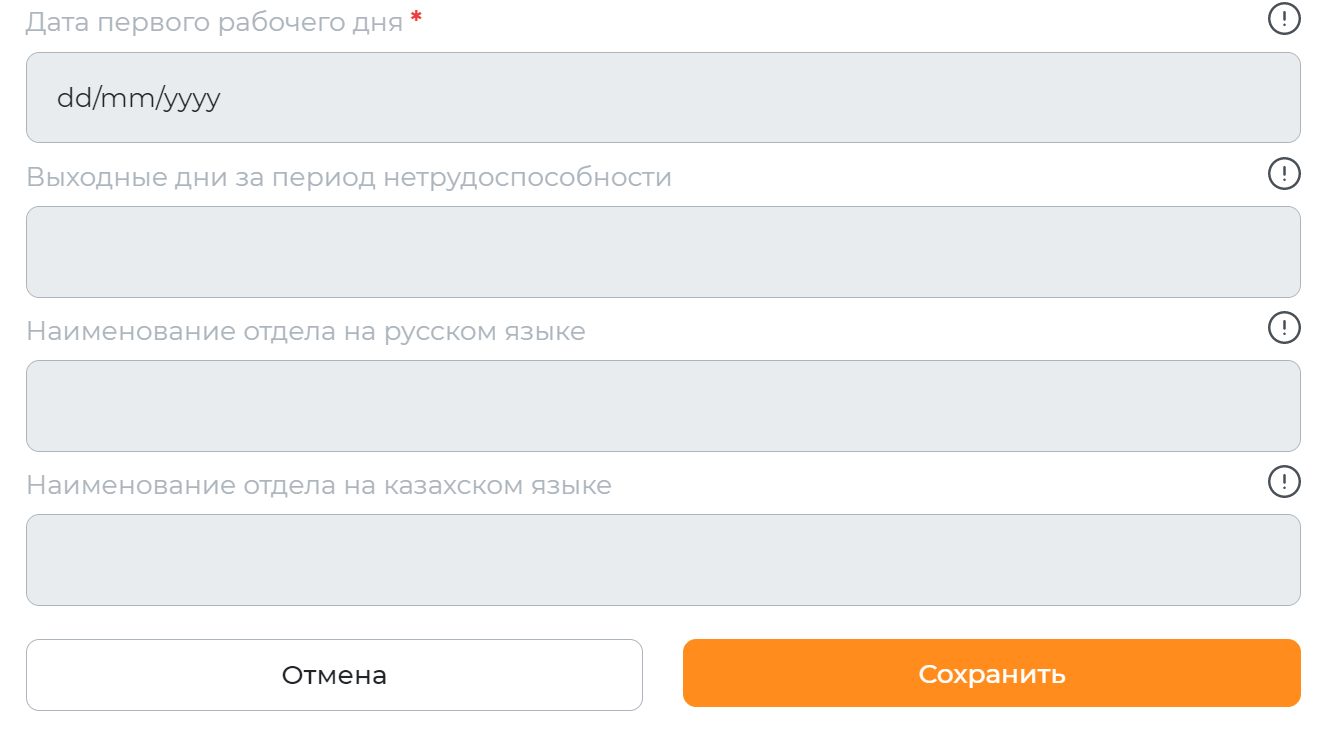 Дата первого рабочего дня *
dd/mm/yyyy
Выходные дни за период нетрудоспособности
Наименование отдела на русском языке
Наименование отдела на казахском языке
Отмена
Сохранить